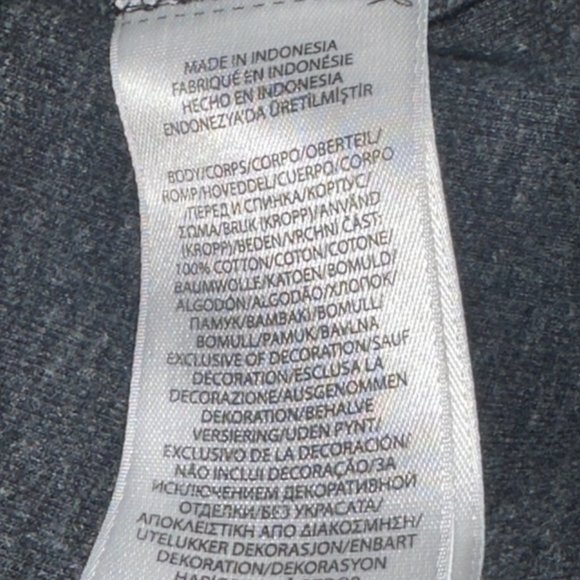 MADE IN INDONESIA
FABRIQUÉ EN INDONÉSIE
HECHO EN INDONESIA
ENDONEZYA'DA ÜRETİLMİŞTİR
BODY/CORPS/CORPO/OBERTEIL/
ROMP/HOVEDDEL/CUERPO/CORPO
/ПЕРЕД И СПИНКА/КОРПУС/
ΣΩΜΑ/BRUK (KROPP)/ANVÄND
(KROPP)/BEDEN/VRCHNÍ ČÁST:
100% COTTON/COTON/COTONE/
BAUMWOLLE/KATOEN/BOMULD/
ALGODÓN/ALGODÃO/ХЛОПОК/
ПАМУК/ΒΑΜΒΑΚΙ/BOMULL/
BOMULL/PAMUK/BAVLNA
EXCLUSIVE OF DECORATION/SAUF
DÉCORATION/ESCLUSA LA
DECORAZIONE/AUSGENOMMEN
DEKORATION/BEHALVE
VERSIERING/UDEN PYNT/
EXCLUSIVO DE LA DECORACIÓN/
NÃO INCLUI DECORAÇÃO/ЗА
ИСКЛЮЧЕНИЕМ ДЕКОРАТИВНОЙ
ОТДЕЛКИ/БЕЗ УКРАСАТА/
ΑΠΟΚΛΕΙΣΤΙΚΗ ΑΠΟ ΔΙΑΚΟΣΜΗΣΗ/
UTELUKKER DEKORASJON/ENBART
DEKORATION/DEKORASYON